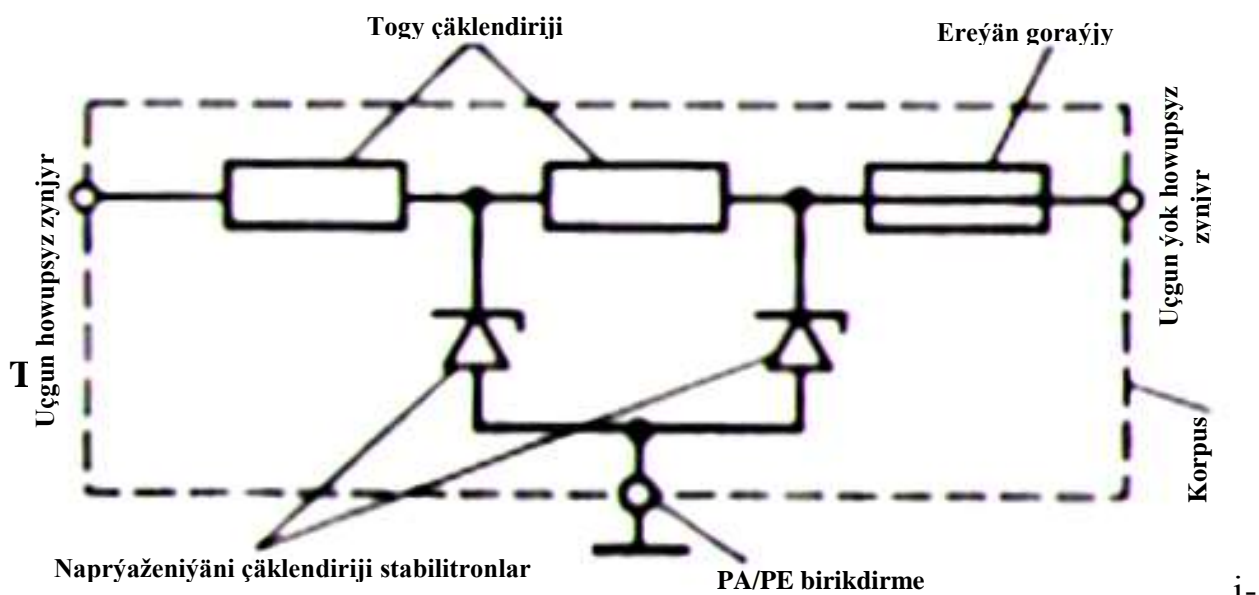 Togy çäklendiriji
Ereýän goraýjy
Uçgun howupsyz zynjyr
Uçgun ýok howupsyz
zynjyr
T
Korpus
Naprýaženiýäni çäklendiriji stabilitronlar
PA/PE birikdirme
i-